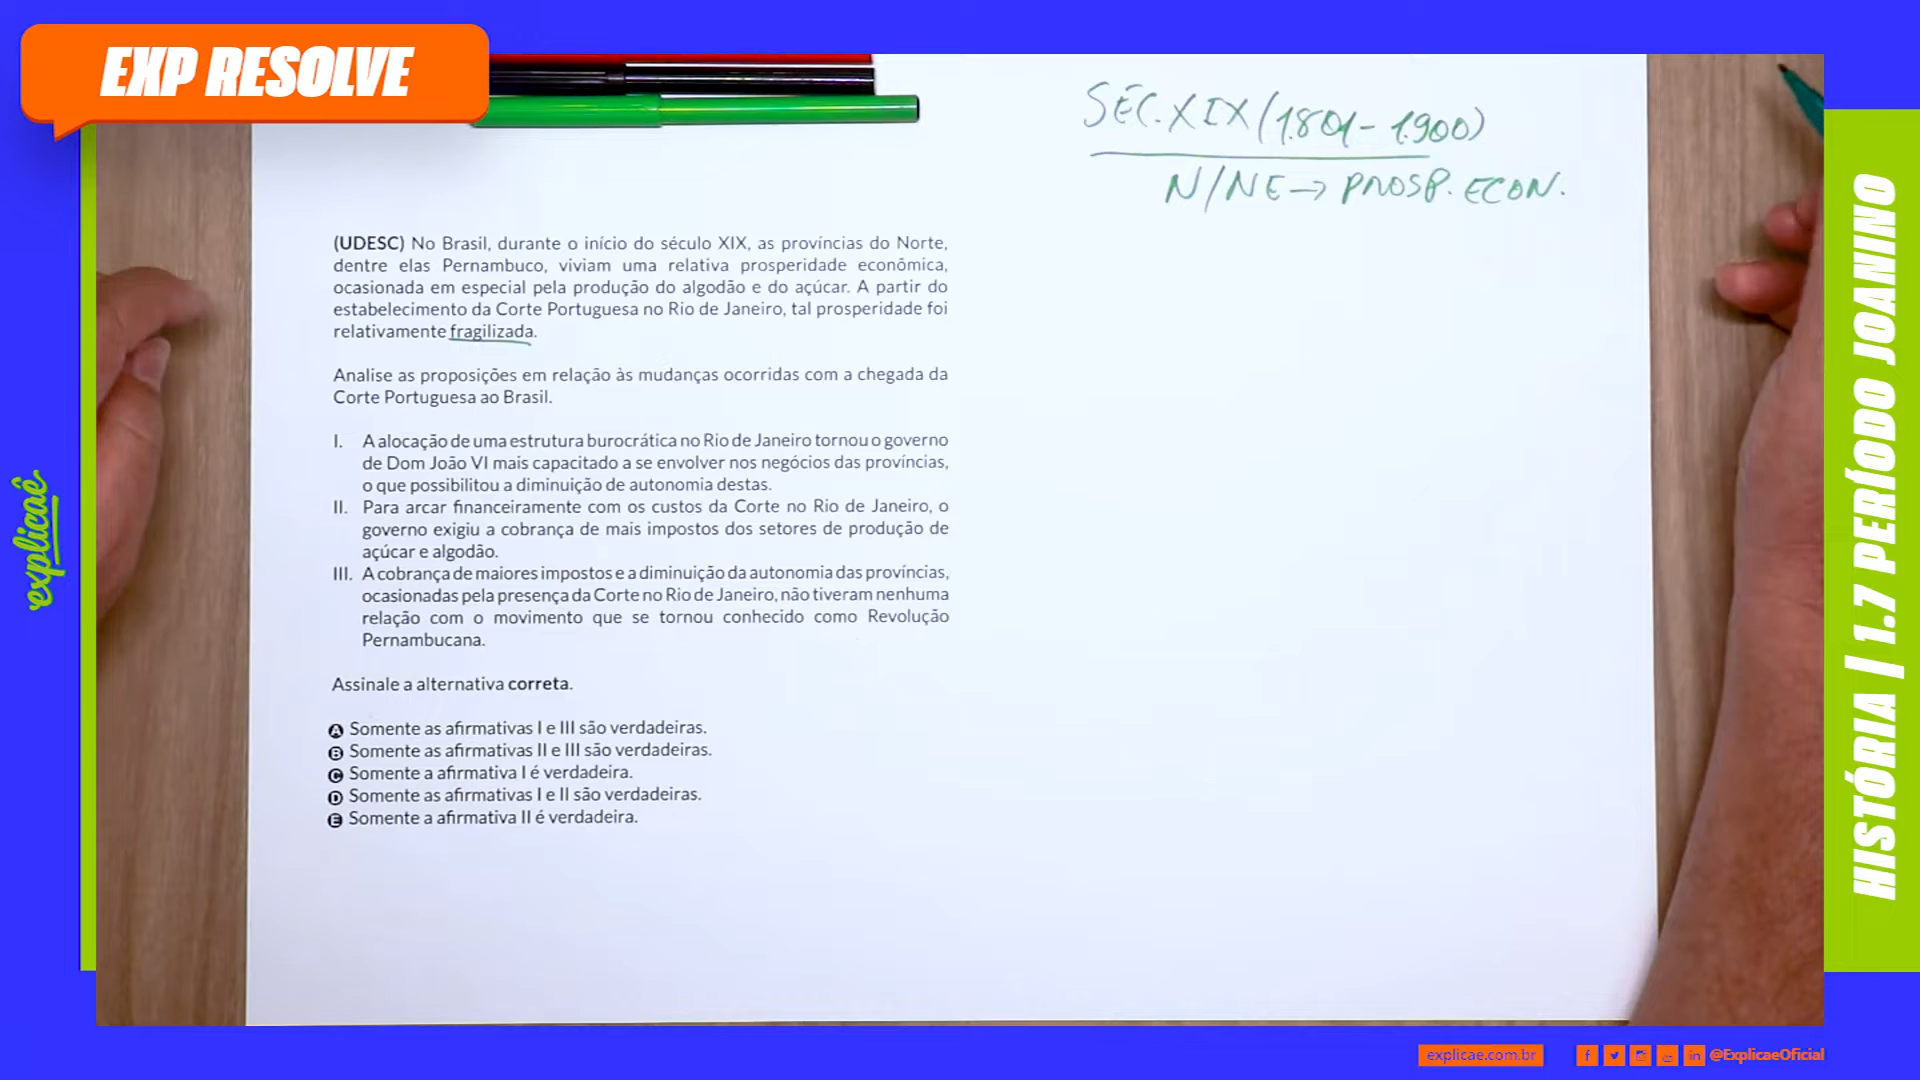 EXP RESOLVE
SÉC. XIX (1.801 - 1.900)
N/NE → PROSP. ECON.
(UDESC) No Brasil, durante o início do século XIX, as províncias do Norte,
dentre elas Pernambuco, viviam uma relativa prosperidade econômica,
ocasionada em especial pela produção do algodão e do açúcar. A partir do
estabelecimento da Corte Portuguesa no Rio de Janeiro, tal prosperidade foi
relativamente fragilizada.
Analise as proposições em relação às mudanças ocorridas com a chegada da
Corte Portuguesa ao Brasil.
I. A alocação de uma estrutura burocrática no Rio de Janeiro tornou o governo
de Dom João VI mais capacitado a se envolver nos negócios das províncias,
o que possibilitou a diminuição de autonomia destas.
II. Para arcar financeiramente com os custos da Corte no Rio de Janeiro, o
governo exigiu a cobrança de mais impostos dos setores de produção de
açúcar e algodão.
III. A cobrança de maiores impostos e a diminuição da autonomia das províncias,
ocasionadas pela presença da Corte no Rio de Janeiro, não tiveram nenhuma
relação com o movimento que se tornou conhecido como Revolução
Pernambucana.
Assinale a alternativa correta.
A Somente as afirmativas I e III são verdadeiras.
B Somente as afirmativas II e III são verdadeiras.
C Somente a afirmativa I é verdadeira.
D Somente as afirmativas I e II são verdadeiras.
E Somente a afirmativa II é verdadeira.
explicaê
HISTÓRIA | 1.7 PERÍODO JOANINO
explicae.com.br
@ExplicaeOficial